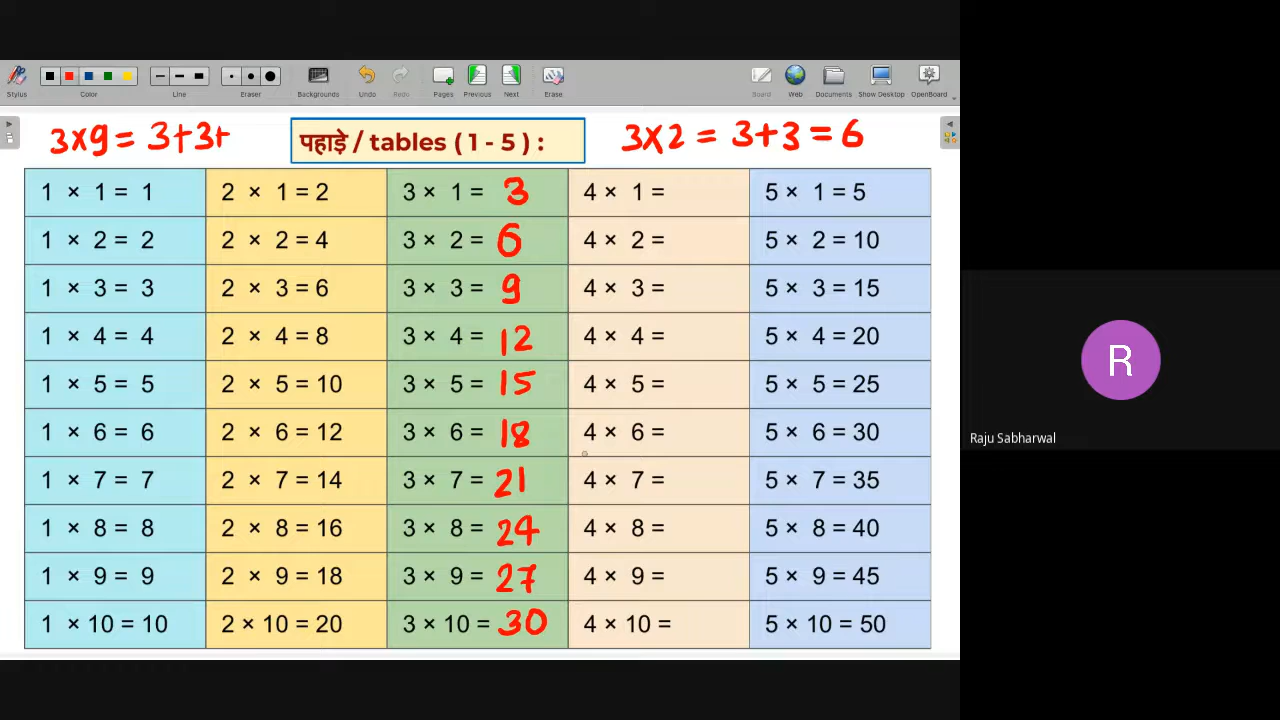 Stylus Color Line Eraser Backgrounds Undo Redo Pages Previous Next Erase Board Web Documents Show Desktop OpenBoard
3x9 = 3+3+ पहाड़े / tables ( 1 - 5 ) : 3x2 = 3+3 = 6
1 × 1 = 1 2 × 1 = 2 3 × 1 = 3 4 × 1 = 5 × 1 = 5
1 × 2 = 2 2 × 2 = 4 3 × 2 = 6 4 × 2 = 5 × 2 = 10
1 × 3 = 3 2 × 3 = 6 3 × 3 = 9 4 × 3 = 5 × 3 = 15
1 × 4 = 4 2 × 4 = 8 3 × 4 = 12 4 × 4 = 5 × 4 = 20
1 × 5 = 5 2 × 5 = 10 3 × 5 = 15 4 × 5 = 5 × 5 = 25
1 × 6 = 6 2 × 6 = 12 3 × 6 = 18 4 × 6 = 5 × 6 = 30
1 × 7 = 7 2 × 7 = 14 3 × 7 = 21 4 × 7 = 5 × 7 = 35
1 × 8 = 8 2 × 8 = 16 3 × 8 = 24 4 × 8 = 5 × 8 = 40
1 × 9 = 9 2 × 9 = 18 3 × 9 = 27 4 × 9 = 5 × 9 = 45
1 × 10 = 10 2 × 10 = 20 3 × 10 = 30 4 × 10 = 5 × 10 = 50
R
Raju Sabharwal